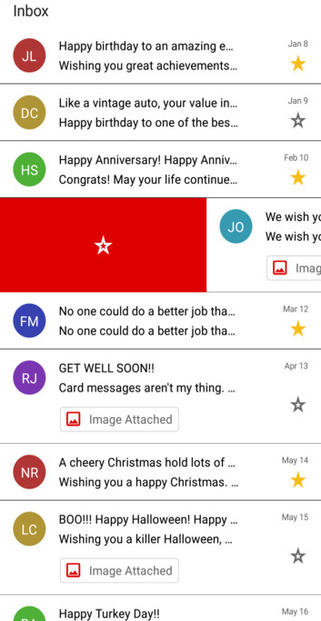 Inbox
Jan 8
JL
Happy birthday to an amazing e...
Wishing you great achievements...
Jan 9
DC
Like a vintage auto, your value in...
Happy birthday to one of the bes...
Feb 10
HS
Happy Anniversary! Happy Anniv...
Congrats! May your life continue...
JO
We wish yo
We wish yo
Imag
Mar 12
FM
No one could do a better job tha...
No one could do a better job tha...
Apr 13
RJ
GET WELL SOON!!
Card messages aren't my thing. ...
Image Attached
May 14
NR
A cheery Christmas hold lots of ...
Wishing you a happy Christmas. ...
May 15
LC
BOO!!! Happy Halloween! Happy ...
Wishing you a killer Halloween, ...
Image Attached
May 16
Happy Turkey Day!!